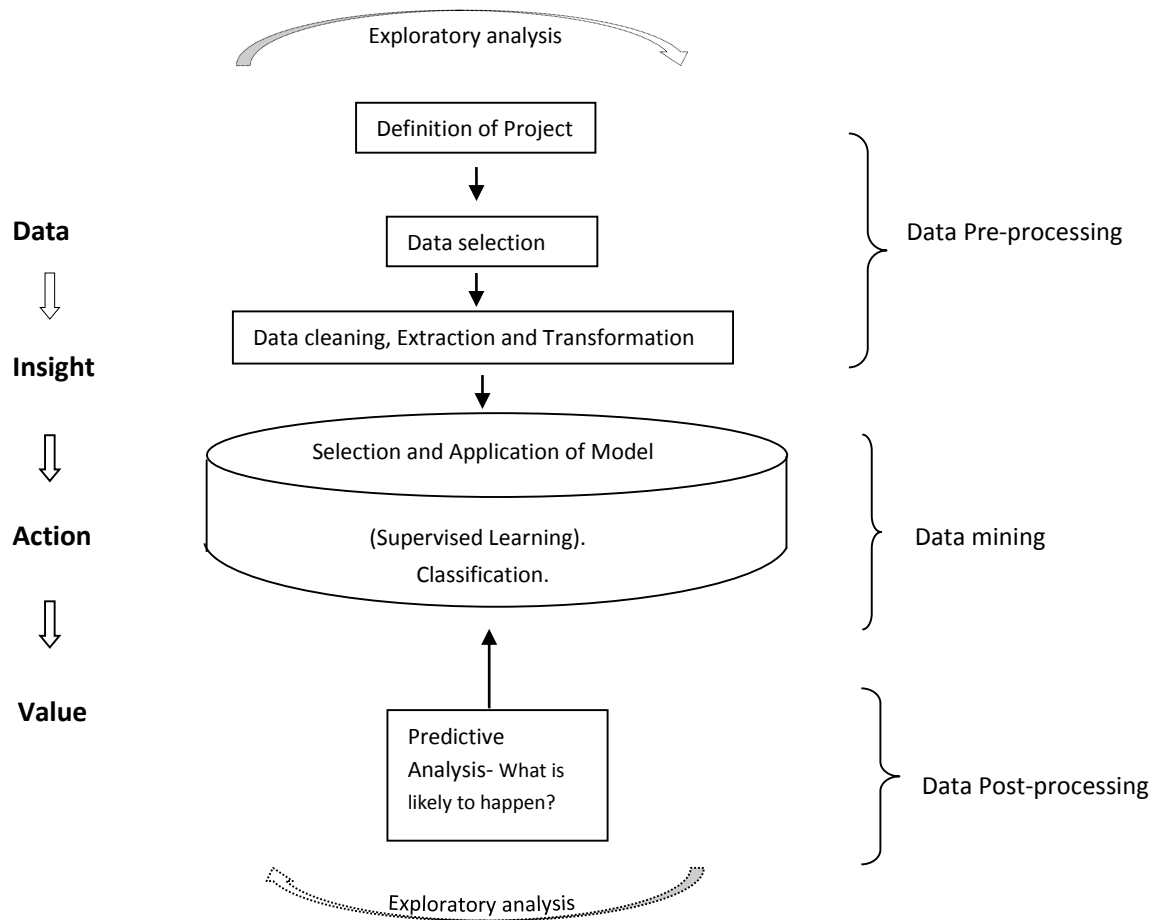 Exploratory analysis
Definition of Project
Data
Data selection
Data Pre-processing
Data cleaning, Extraction and Transformation
Insight
Selection and Application of Model
Action
(Supervised Learning).
Classification.
Data mining
Value
Predictive
Analysis- What is
likely to happen?
Data Post-processing
Exploratory analysis